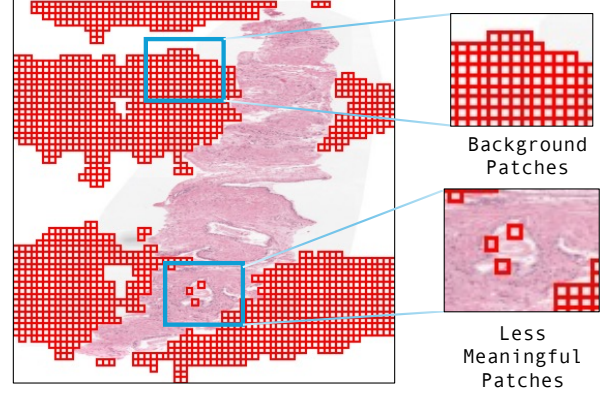 Background
Patches
Less
Meaningful
Patches